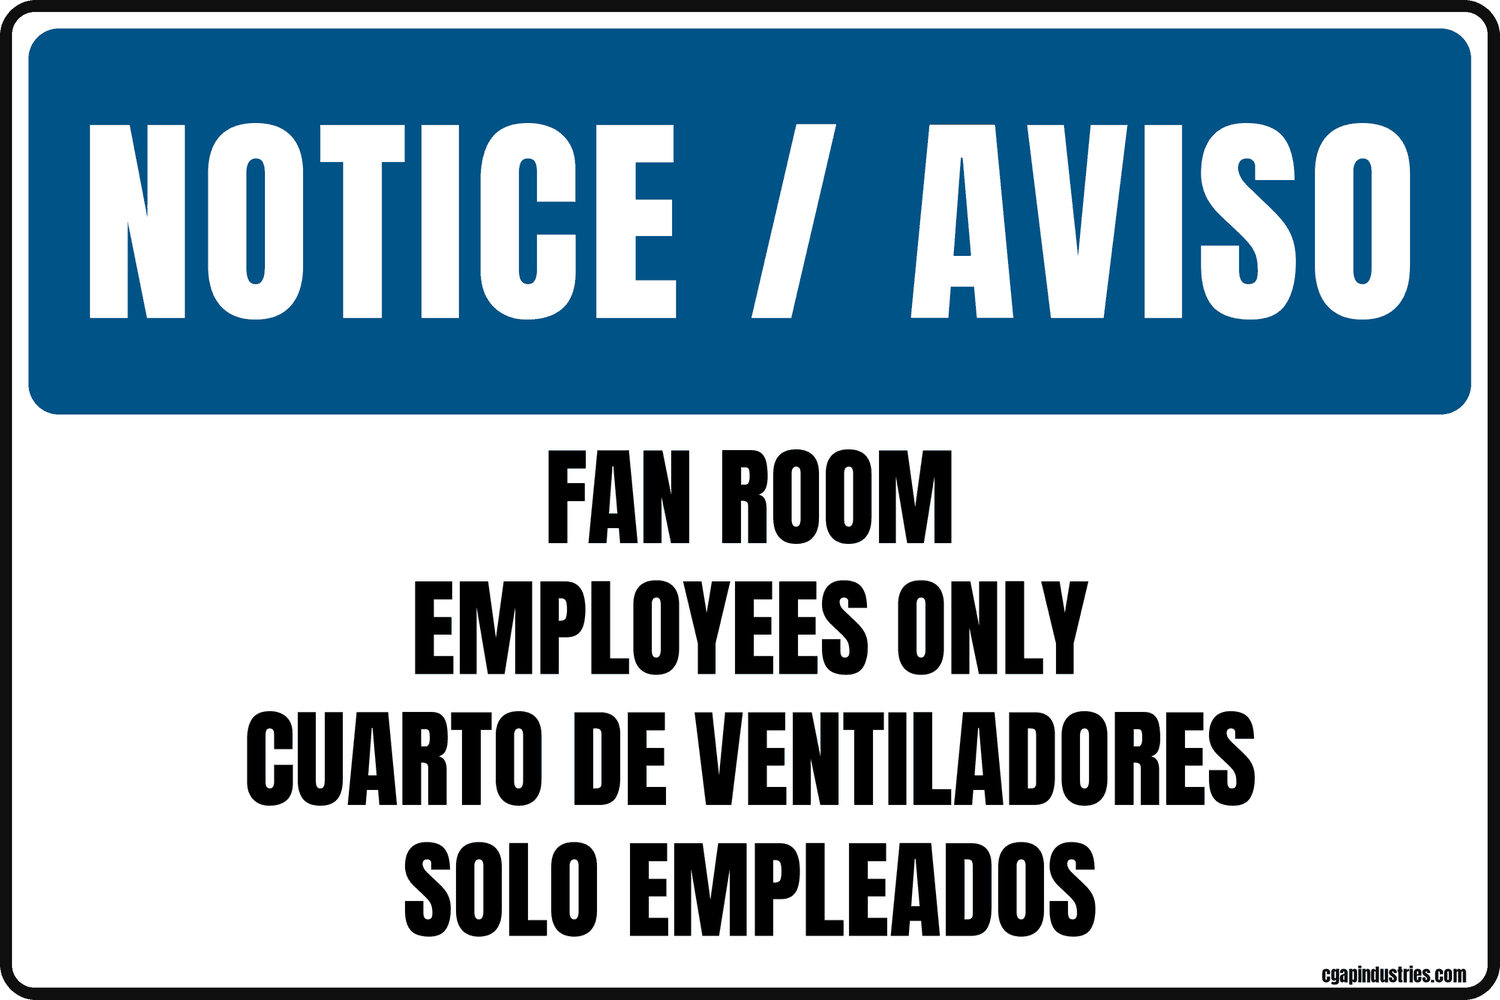 NOTICE / AVISO
FAN ROOM
EMPLOYEES ONLY
CUARTO DE VENTILADORES
SOLO EMPLEADOS
cgapindustries.com